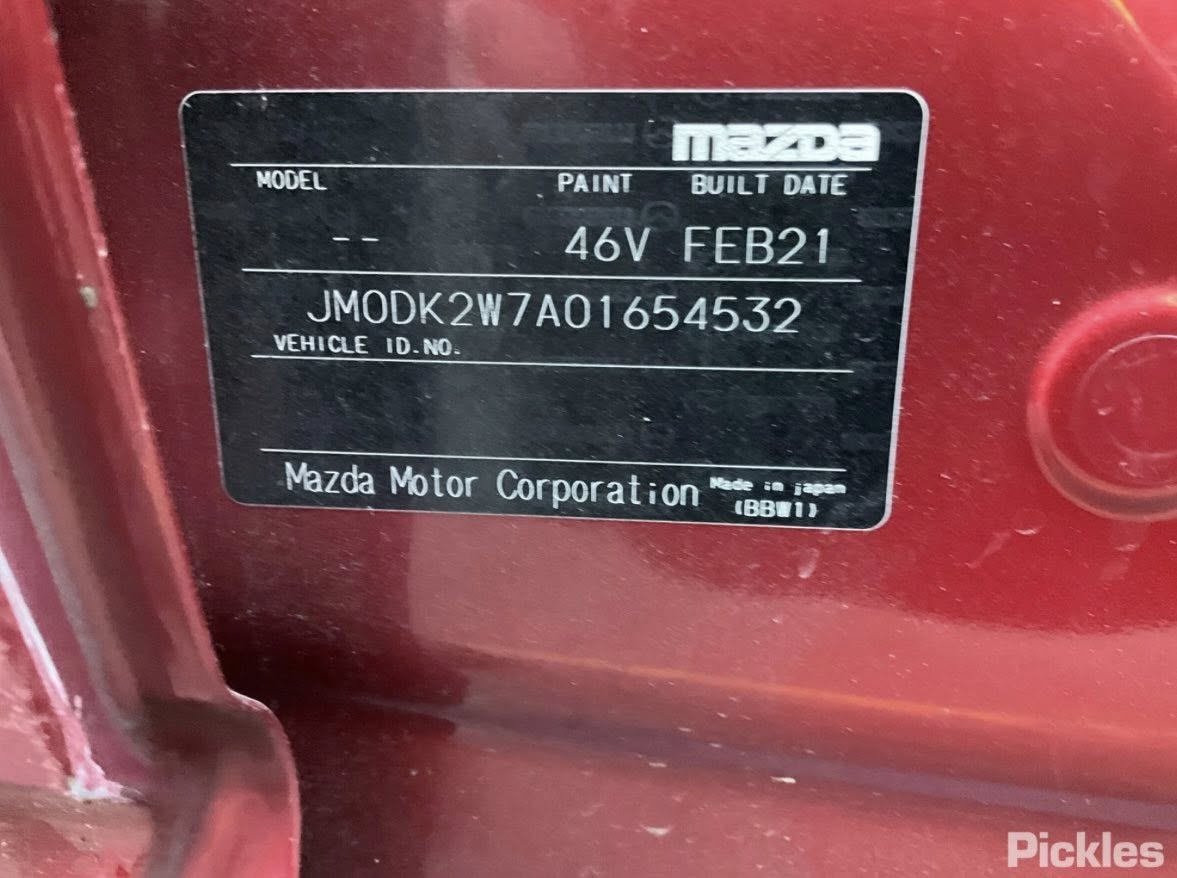 mazda
MODEL PAINT BUILT DATE
-- 46V FEB21
JM0DK2W7A01654532
VEHICLE ID.NO.
Mazda Motor Corporation Made in japan
(BBW1)
Pickles